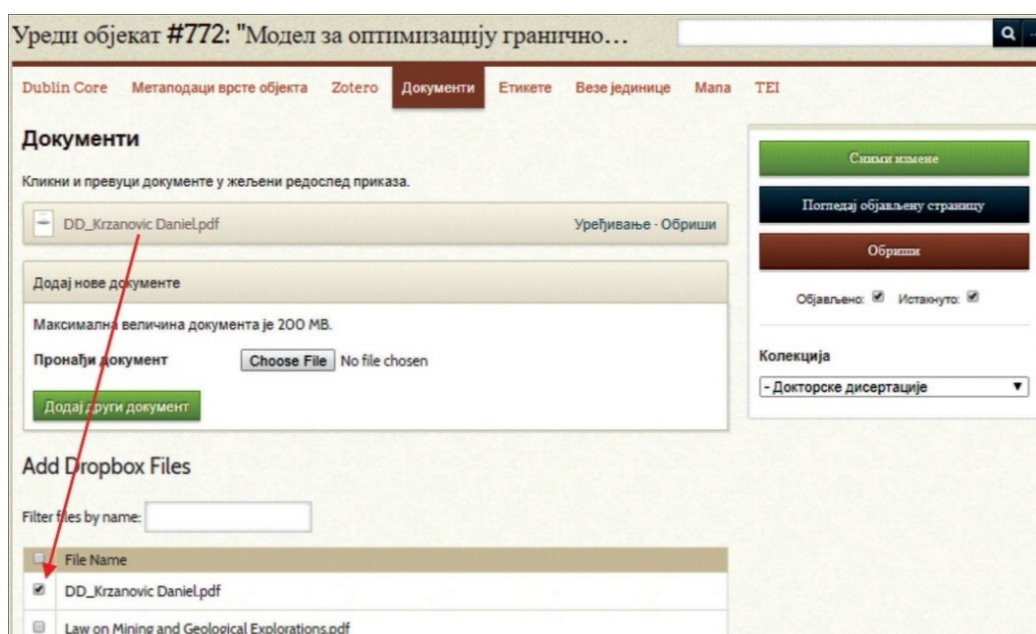 Уреди објекат #772: "Модел за оптимизацију гранично...
Dublin Core Метаподаци врсте објекта Zotero Документи Етикете Везе јединице Мапа TEI
Документи
Кликни и превуци документе у жељени редослед приказа.
DD_Krzanovic Daniel.pdf Уређивање · Обриши
Додај нове документе
Максимална величина документа је 200 MB.
Пронађи документ Choose File No file chosen
Додај други документ
Add Dropbox Files
Filter files by name:
File Name
DD_Krzanovic Daniel.pdf
Law on Mining and Geological Explorations.pdf
Сними измене
Погледај објављену страницу
Обриши
Објављено: Истакнуто:
Колекција
- Докторске дисертације